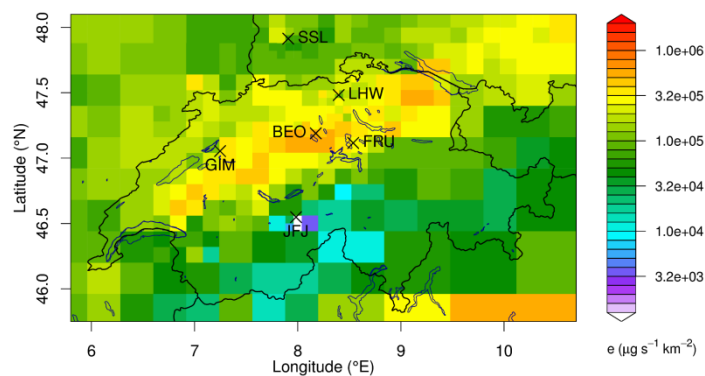 48.0
47.5
47.0
46.5
46.0
Latitude (°N)
SSL
LHW
BEO
FRU
GIM
JFJ
6
7
8
9
10
Longitude (°E)
1.0e+06
3.2e+05
1.0e+05
3.2e+04
1.0e+04
3.2e+03
e (μg s⁻¹ km⁻²)